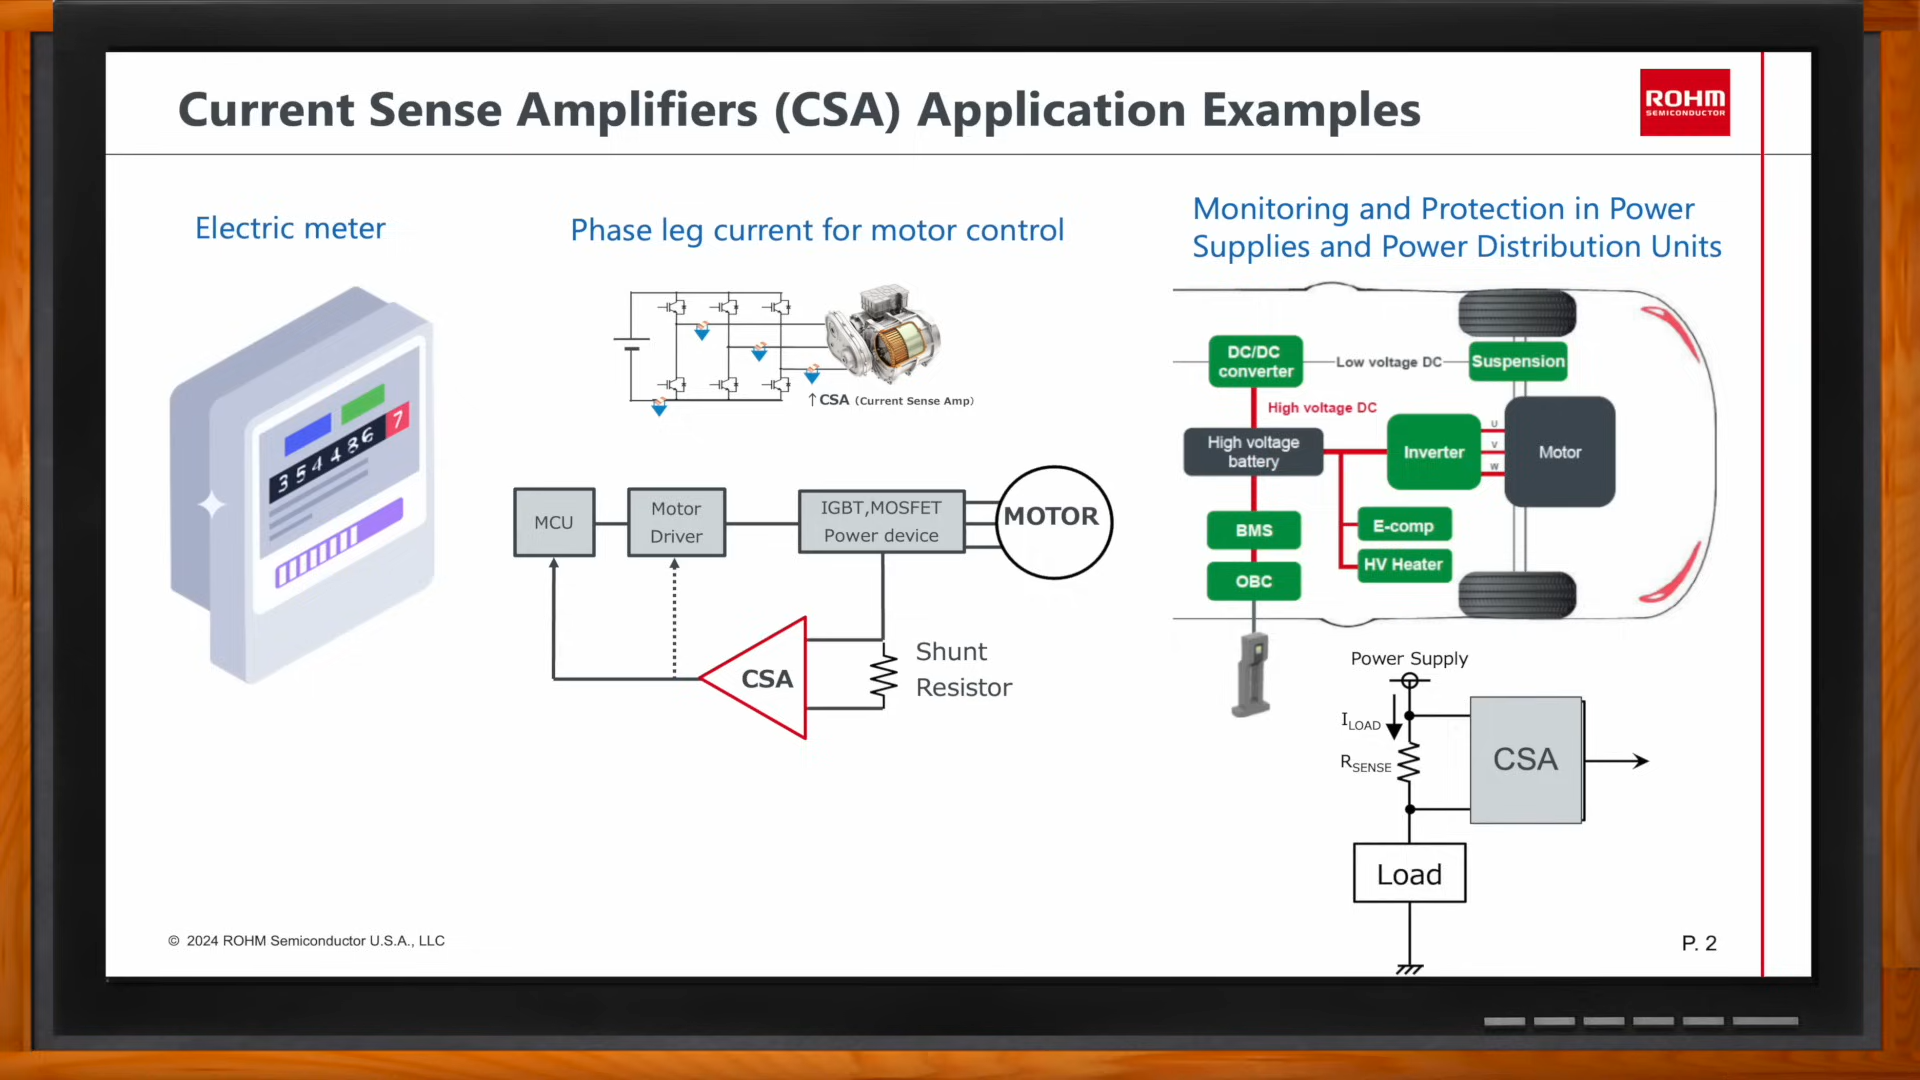 Current Sense Amplifiers (CSA) Application Examples
ROHM
SEMICONDUCTOR
Electric meter
354486 7
Phase leg current for motor control
↑ CSA (Current Sense Amp)
MCU
Motor
Driver
IGBT,MOSFET
Power device
MOTOR
CSA
Shunt
Resistor
Monitoring and Protection in Power
Supplies and Power Distribution Units
DC/DC
converter
Low voltage DC
Suspension
High voltage DC
High voltage
battery
Inverter
U
V
W
Motor
BMS
E-comp
HV Heater
OBC
Power Supply
ILOAD
RSENSE
CSA
Load
© 2024 ROHM Semiconductor U.S.A., LLC
P. 2